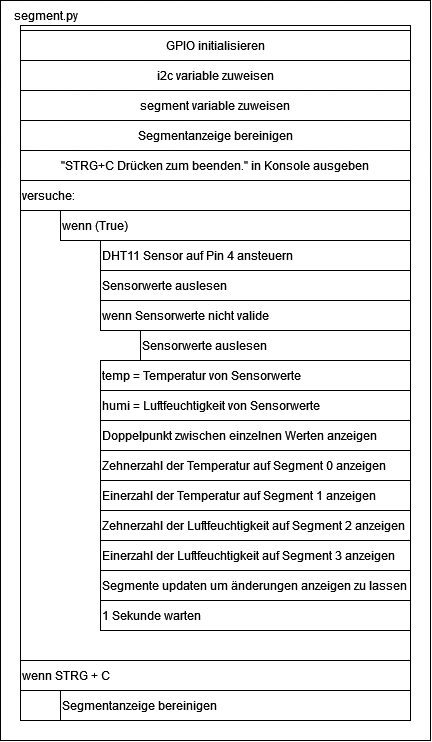 segment.py
GPIO initialisieren
i2c variable zuweisen
segment variable zuweisen
Segmentanzeige bereinigen
"STRG+C Drücken zum beenden." in Konsole ausgeben
versuche:
wenn (True)
DHT11 Sensor auf Pin 4 ansteuern
Sensorwerte auslesen
wenn Sensorwerte nicht valide
Sensorwerte auslesen
temp = Temperatur von Sensorwerte
humi = Luftfeuchtigkeit von Sensorwerte
Doppelpunkt zwischen einzelnen Werten anzeigen
Zehnerzahl der Temperatur auf Segment 0 anzeigen
Einerzahl der Temperatur auf Segment 1 anzeigen
Zehnerzahl der Luftfeuchtigkeit auf Segment 2 anzeigen
Einerzahl der Luftfeuchtigkeit auf Segment 3 anzeigen
Segmente updaten um änderungen anzeigen zu lassen
1 Sekunde warten
wenn STRG + C
Segmentanzeige bereinigen